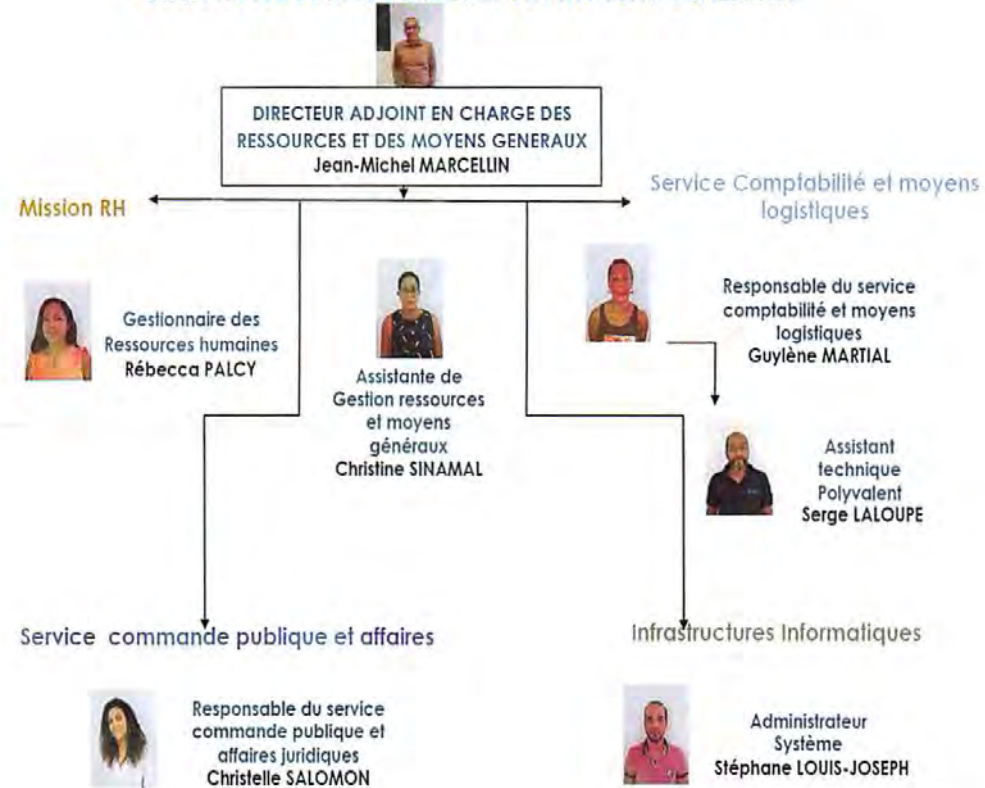 DIRECTEUR ADJOINT EN CHARGE DES
RESSOURCES ET DES MOYENS GENERAUX
Jean-Michel MARCELLIN
Mission RH
Service Comptabilité et moyens
logistiques
Gestionnaire des
Ressources humaines
Rébecca PALCY
Assistante de
Gestion ressources
et moyens
généraux
Christine SINAMAL
Responsable du service
comptabilité et moyens
logistiques
Guylène MARTIAL
Assistant
technique
Polyvalent
Serge LALOUPE
Service commande publique et affaires
Infrastructures Informatiques
Responsable du service
commande publique et
affaires juridiques
Christelle SALOMON
Administrateur
Système
Stéphane LOUIS-JOSEPH